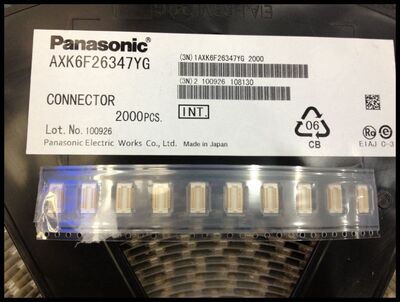 Panasonic
AXK6F26347YG
(3N)1AXK6F26347YG 2000
(3N)2 100926 108130
CONNECTOR
2000PCS.
INT.
Lot. No. 100926
Panasonic Electric Works Co., Ltd. Made in Japan
06
CB
EIAJ C-3